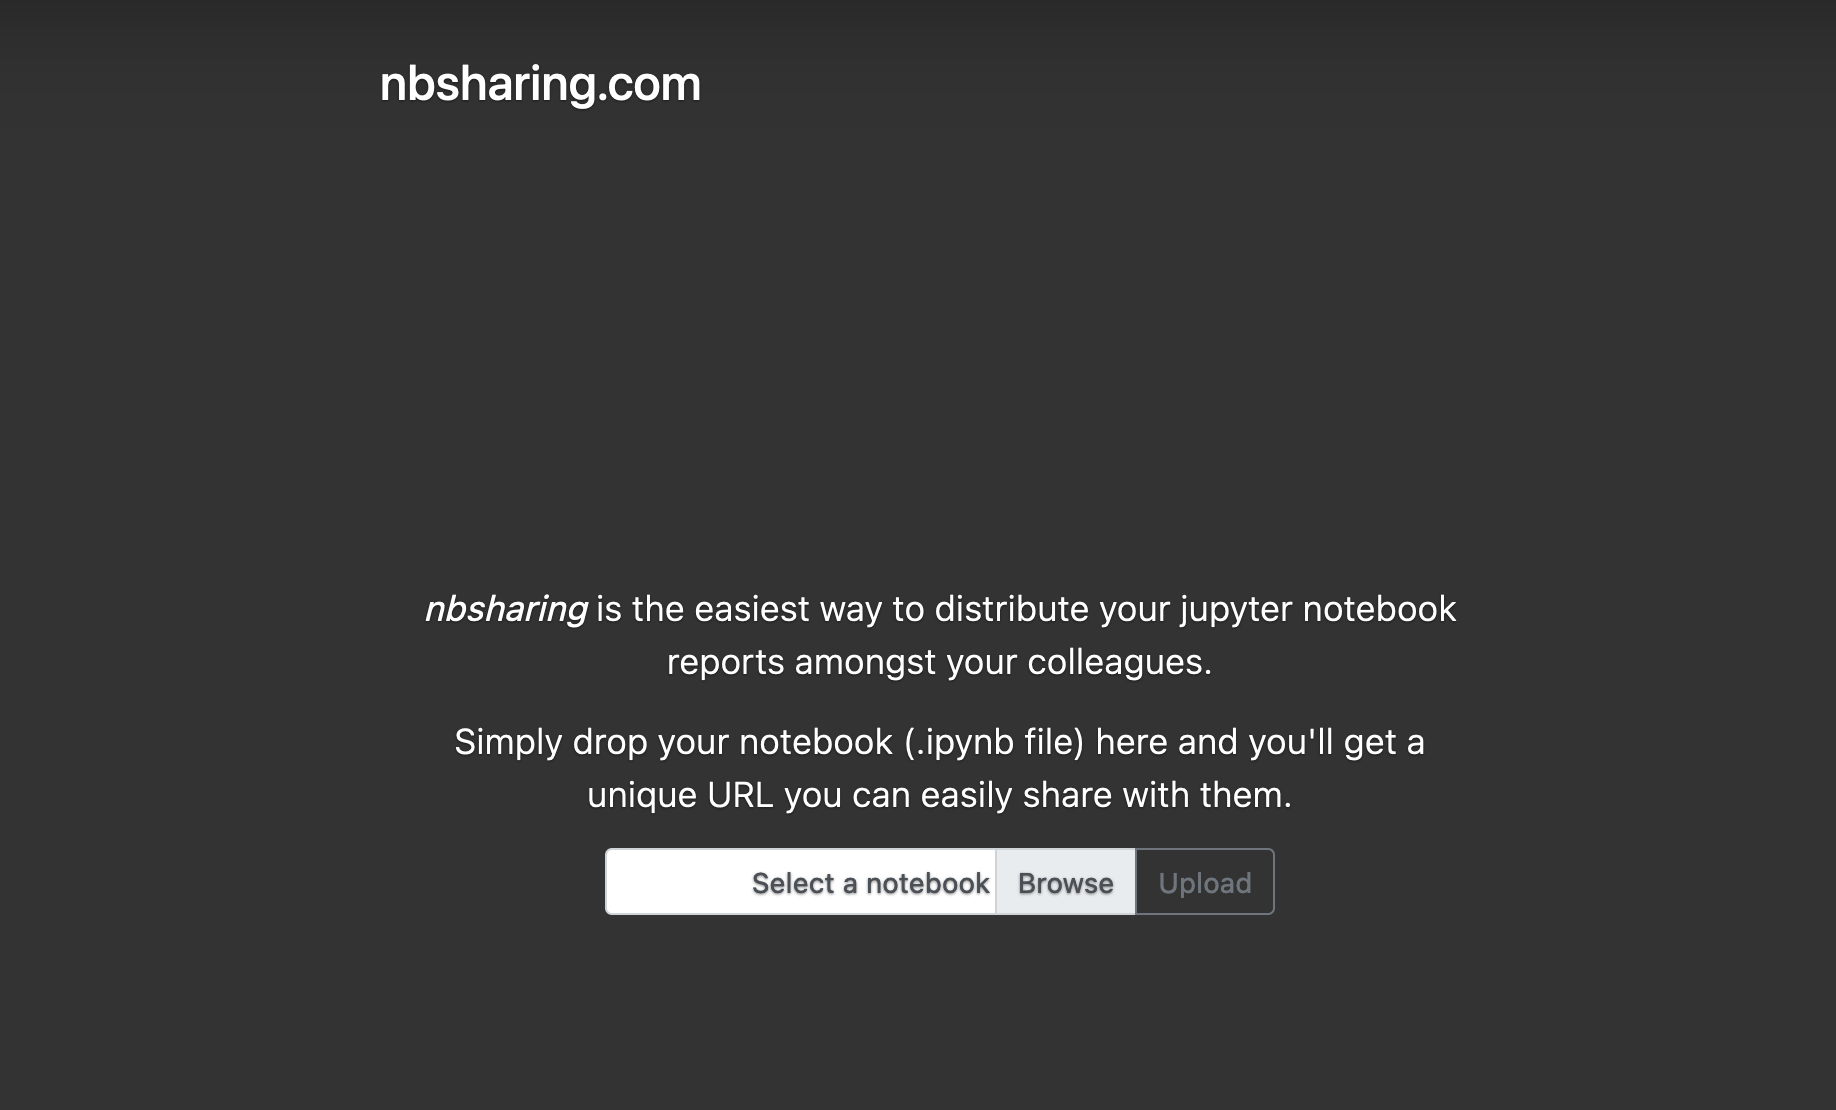 nbsharing.com
nbsharing is the easiest way to distribute your jupyter notebook
reports amongst your colleagues.
Simply drop your notebook (.ipynb file) here and you'll get a
unique URL you can easily share with them.
Select a notebook Browse Upload